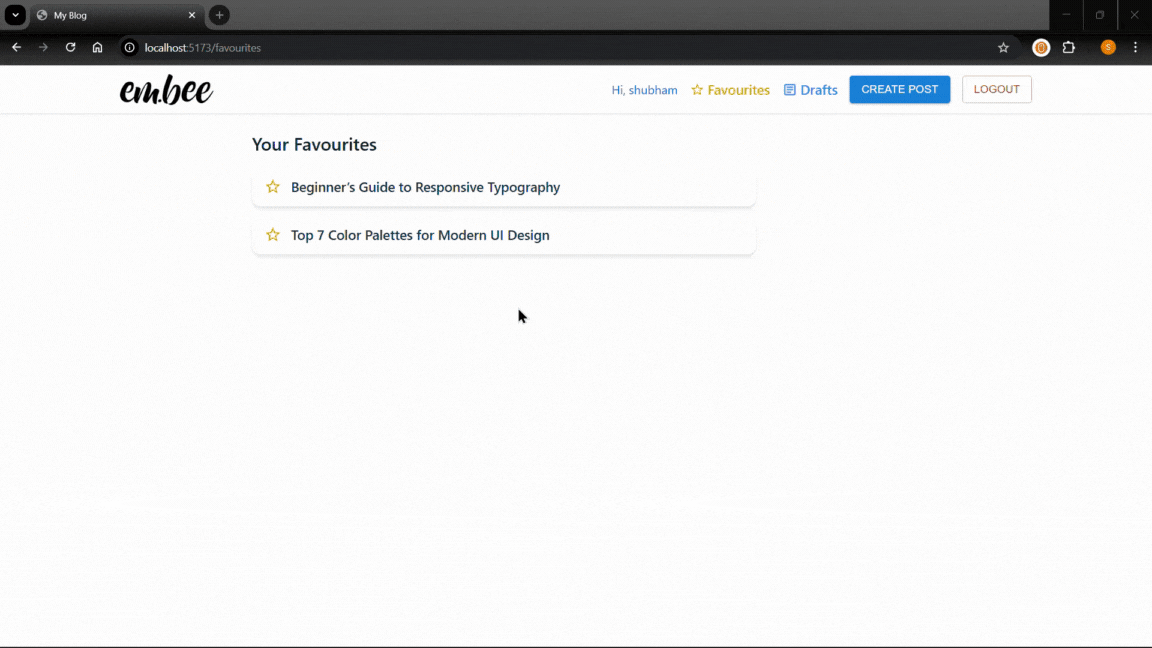 My Blog
localhost:5173/favourites
S
em.bee
Hi, shubham Favourites Drafts CREATE POST LOGOUT
Your Favourites
Beginner's Guide to Responsive Typography
Top 7 Color Palettes for Modern UI Design